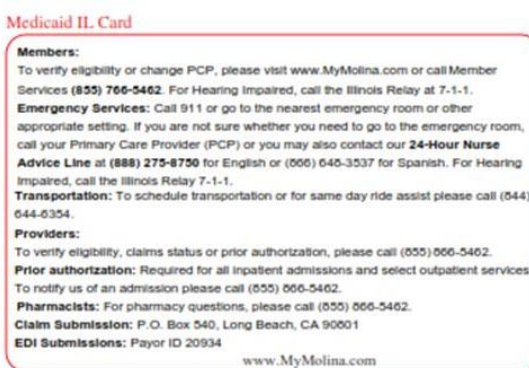 Medicaid IL Card
Members:
To verify eligibility or change PCP, please visit www.MyMolina.com or call Member
Services (855) 766-5462. For Hearing Impaired, call the Illinois Relay at 7-1-1.
Emergency Services: Call 911 or go to the nearest emergency room or other
appropriate setting. If you are not sure whether you need to go to the emergency room,
call your Primary Care Provider (PCP) or you may also contact our 24-Hour Nurse
Advice Line at (888) 275-8750 for English or (866) 648-3537 for Spanish. For Hearing
Impaired, call the Illinois Relay 7-1-1.
Transportation: To schedule transportation or for same day ride assist please call (844)
644-6354.
Providers:
To verify eligibility, claims status or prior authorization, please call (855) 866-5462.
Prior authorization: Required for all inpatient admissions and select outpatient services
To notify us of an admission please call (855) 866-5462.
Pharmacists: For pharmacy questions, please call (855) 866-5462.
Claim Submission: P.O. Box 540, Long Beach, CA 90801
EDI Submissions: Payor ID 20934
www.MyMolina.com